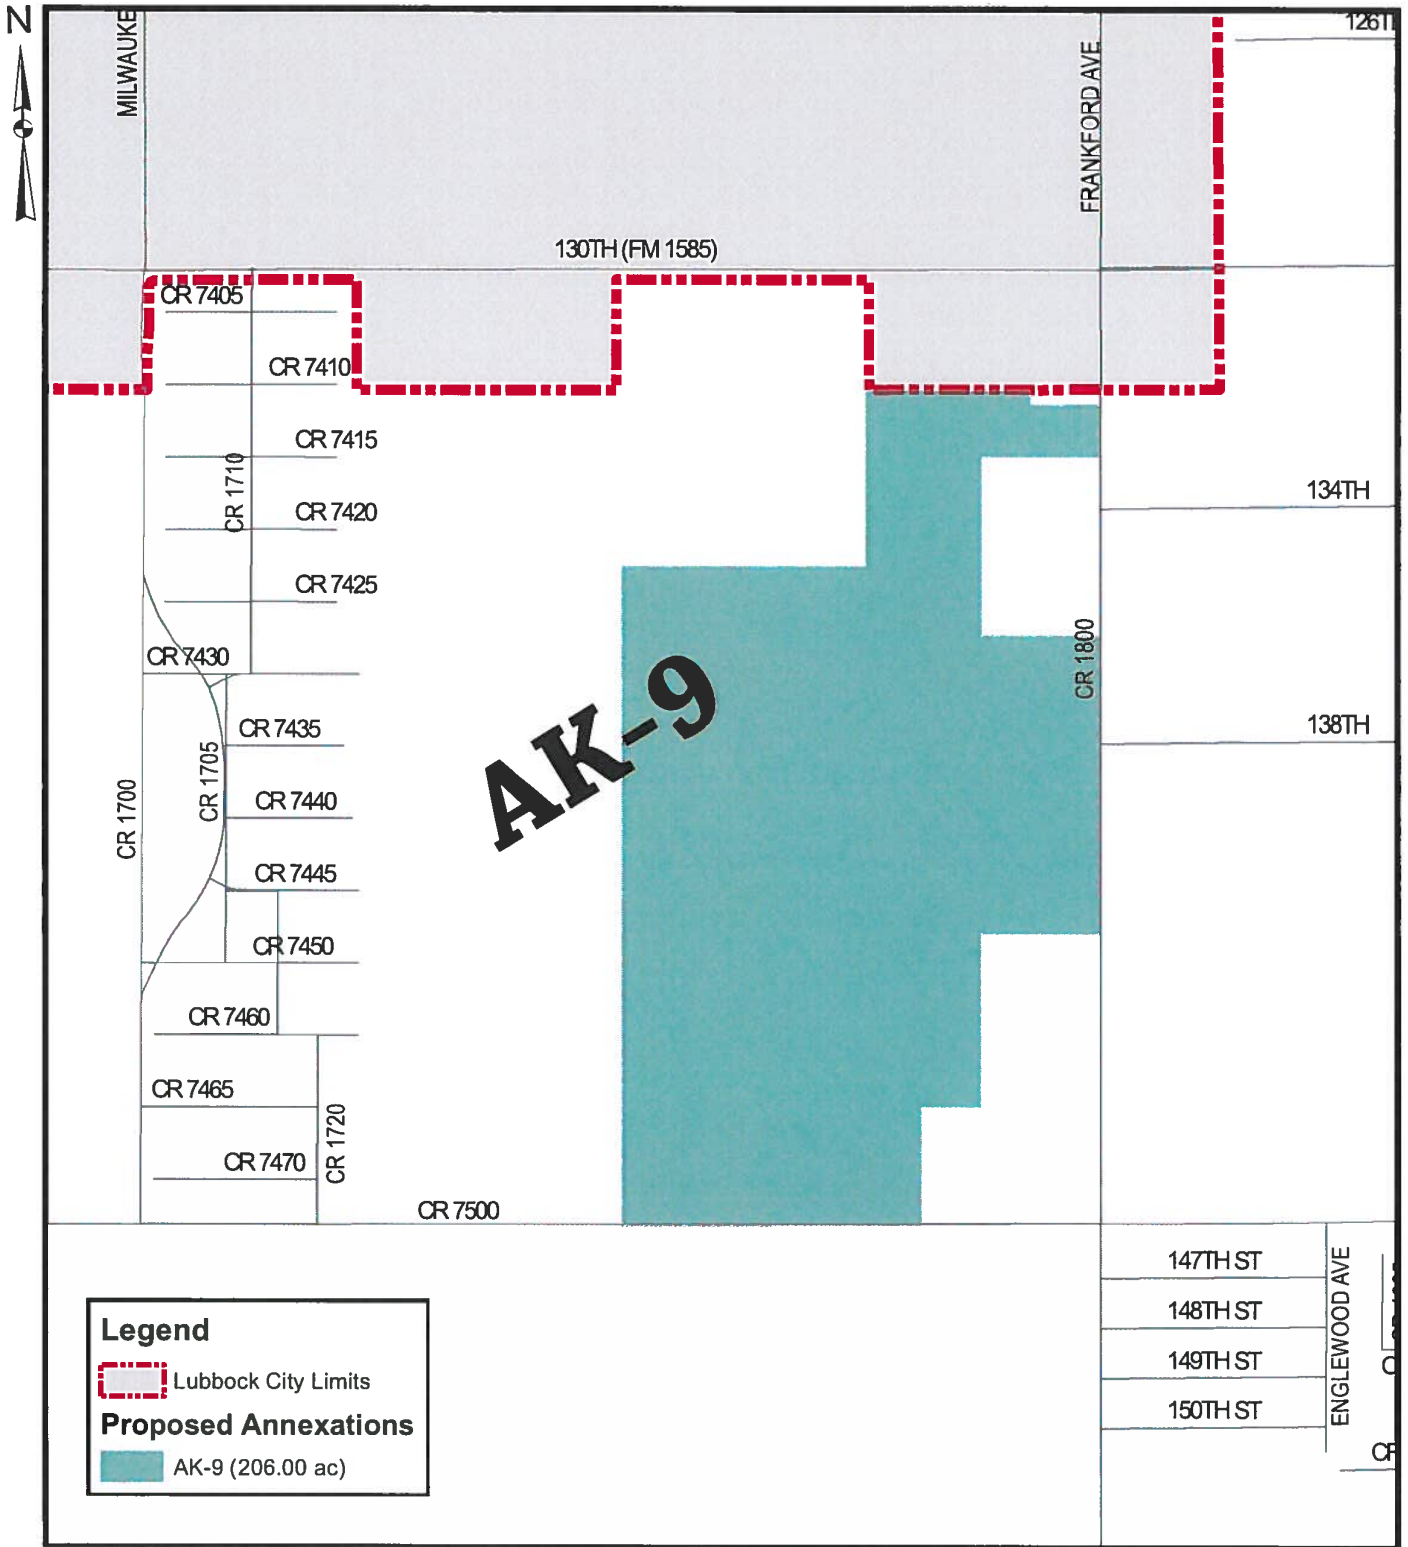 N
MILWAUKE
FRANKFORD AVE
130TH (FM 1585)
CR 7405
CR 7410
CR 7415
CR 1710
CR 7420
134TH
CR 7425
CR 7430
CR 1800
AK-9
CR 7435
138TH
CR 1705
CR 1700
CR 7440
CR 7445
CR 7450
CR 7460
CR 7465
CR 1720
CR 7470
CR 7500
147TH ST
148TH ST
149TH ST
150TH ST
ENGLEWOOD AVE
Legend
Lubbock City Limits
Proposed Annexations
AK-9 (206.00 ac)